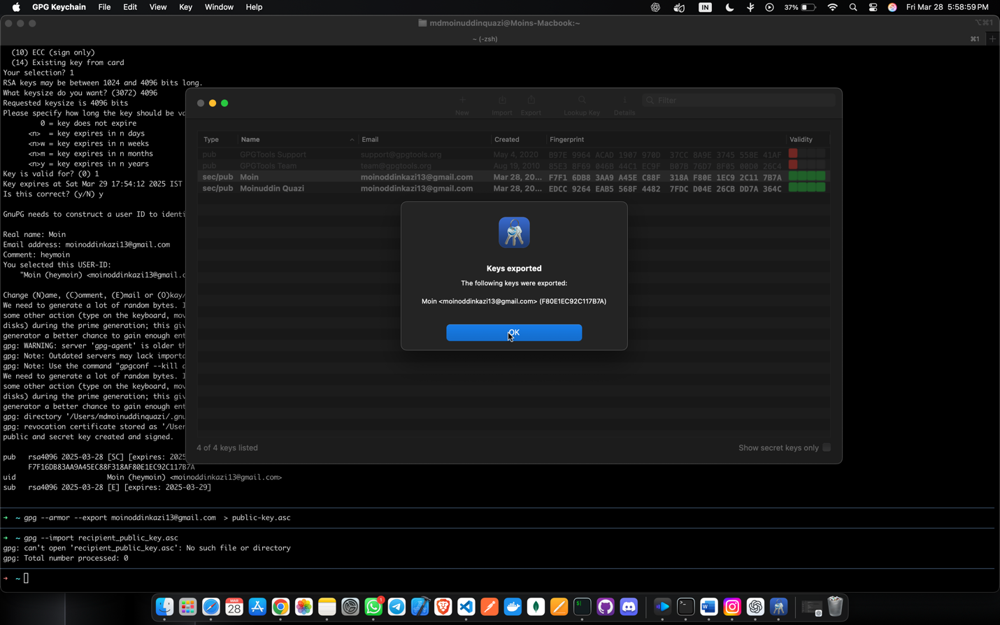 GPG Keychain File Edit View Key Window Help IN 37% Fri Mar 28 5:58:59 PM
mdmoinuddinquazi@Moins-Macbook:~ ⌥⌘1
~ (-zsh) ⌘1 +
(10) ECC (sign only)
(14) Existing key from card
Your selection? 1
RSA keys may be between 1024 and 4096 bits long.
What keysize do you want? (3072) 4096
Requested keysize is 4096 bits
Please specify how long the key should be va
0 = key does not expire
<n> = key expires in n days
<n>w = key expires in n weeks
<n>m = key expires in n months
<n>y = key expires in n years
Key is valid for? (0) 1
Key expires at Sat Mar 29 17:54:12 2025 IST
Is this correct? (y/N) y
GnuPG needs to construct a user ID to identi
Real name: Moin
Email address: moinoddinkazi13@gmail.com
Comment: heymoin
You selected this USER-ID:
"Moin (heymoin) <moinoddinkazi13@gmail.c
Change (N)ame, (C)omment, (E)mail or (O)kay/
We need to generate a lot of random bytes. I
some other action (type on the keyboard, mov
disks) during the prime generation; this giv
generator a better chance to gain enough ent
gpg: WARNING: server 'gpg-agent' is older th
gpg: Note: Outdated servers may lack importa
gpg: Note: Use the command "gpgconf --kill a
We need to generate a lot of random bytes. I
some other action (type on the keyboard, mov
disks) during the prime generation; this giv
generator a better chance to gain enough ent
gpg: directory '/Users/mdmoinuddinquazi/.gnu
gpg: revocation certificate stored as '/User
public and secret key created and signed.
pub rsa4096 2025-03-28 [SC] [expires: 2025
F7F16DB83AA9A45EC88F318AF80E1EC92C117B7A
uid Moin (heymoin) <moinoddinkazi13@gmail.com>
sub rsa4096 2025-03-28 [E] [expires: 2025-03-29]
→ ~ gpg --armor --export moinoddinkazi13@gmail.com > public-key.asc
→ ~ gpg --import recipient_public_key.asc
gpg: can't open 'recipient_public_key.asc': No such file or directory
gpg: Total number processed: 0
→ ~
New Import Export Lookup Key Details Filter
Type Name Email Created Fingerprint Validity
pub GPGTools Support support@gpgtools.org May 4, 2020 B97E 9964 ACAD 1907 970D 37CC 8A9E 3745 558E 41AF
pub GPGTools Team team@gpgtools.org Aug 19, 2010 85E3 8F69 046B 44C1 EC9F B07B 76D7 8F05 00D0 26C4
sec/pub Moin moinoddinkazi13@gmail.com Mar 28, 20... F7F1 6DB8 3AA9 A45E C88F 318A F80E 1EC9 2C11 7B7A
sec/pub Moinuddin Quazi moinoddinkazi13@gmail.com Mar 28, 20... EDCC 9264 EAB5 568F 4482 7FDC D04E 26CB DD7A 364C
Keys exported
The following keys were exported:
Moin <moinoddinkazi13@gmail.com> (F80E1EC92C117B7A)
OK
4 of 4 keys listed
Show secret keys only
MAR
28
1